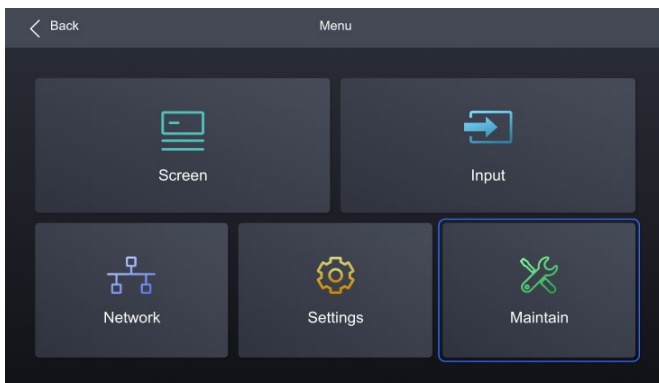 Back
Menu
Screen
Input
Network
Settings
Maintain